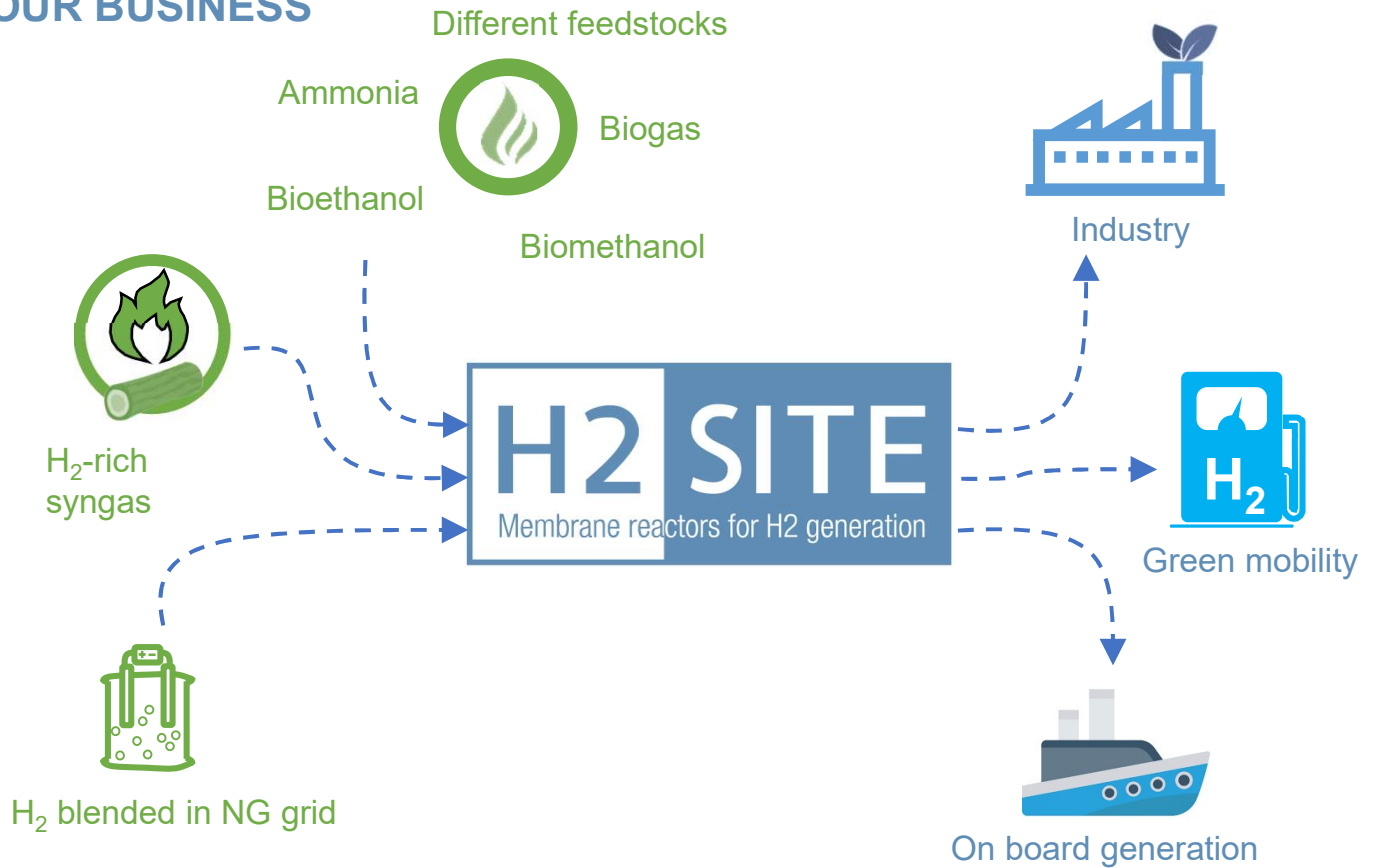 OUR BUSINESS
Different feedstocks
Ammonia
Biogas
Bioethanol
Biomethanol
Industry
H₂-rich
syngas
H2 SITE
Membrane reactors for H2 generation
H₂
Green mobility
H₂ blended in NG grid
On board generation